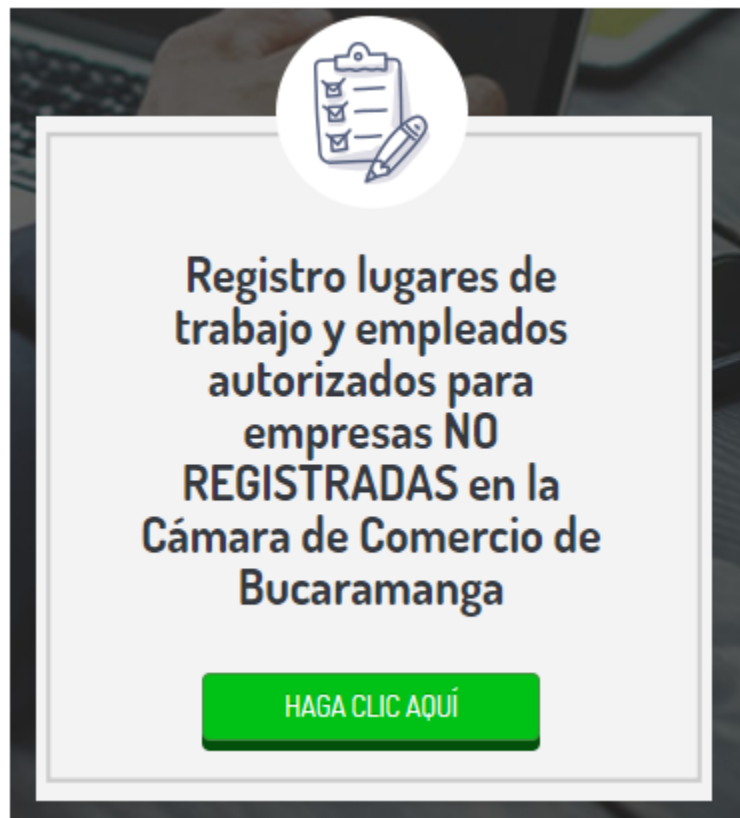 Registro lugares de
trabajo y empleados
autorizados para
empresas NO
REGISTRADAS en la
Cámara de Comercio de
Bucaramanga
HAGA CLIC AQUÍ